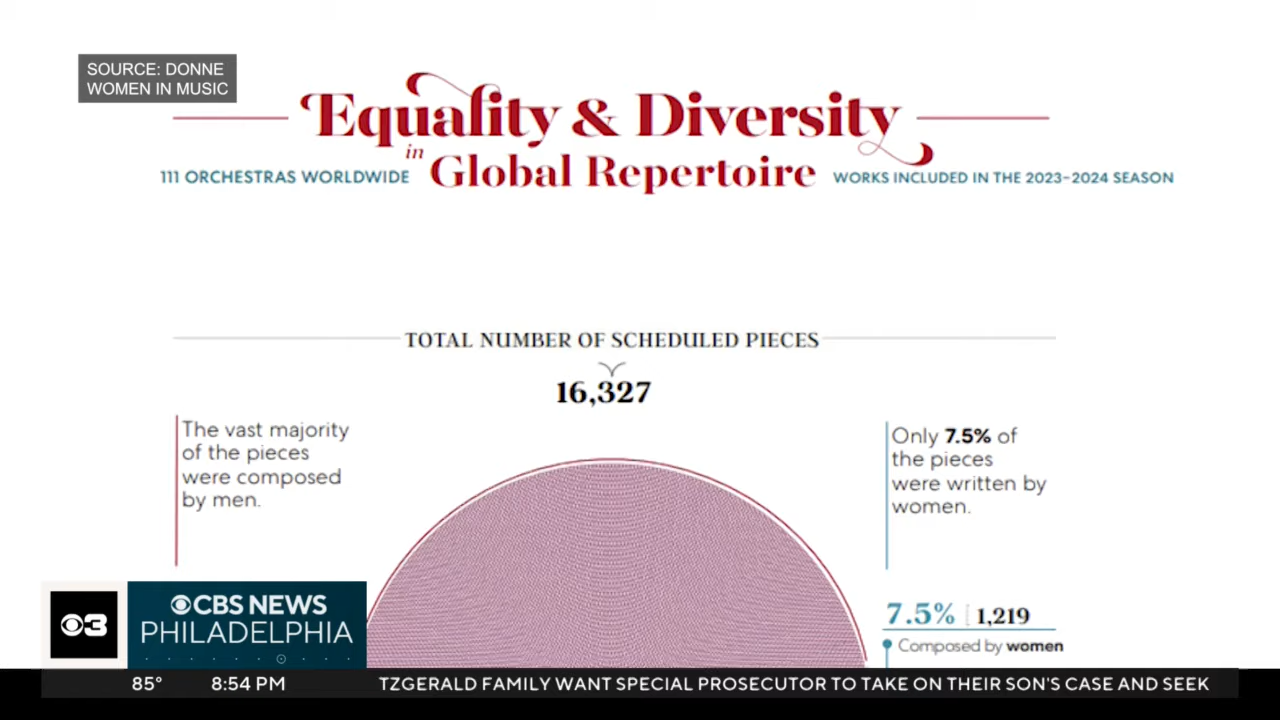 SOURCE: DONNE
WOMEN IN MUSIC
Equality & Diversity
in
111 ORCHESTRAS WORLDWIDE
Global Repertoire
WORKS INCLUDED IN THE 2023-2024 SEASON
TOTAL NUMBER OF SCHEDULED PIECES
16,327
The vast majority
of the pieces
were composed
by men.
Only 7.5% of
the pieces
were written by
women.
7.5% 1,219
Composed by women
3
CBS NEWS
PHILADELPHIA
85° 8:54 PM TZGERALD FAMILY WANT SPECIAL PROSECUTOR TO TAKE ON THEIR SON'S CASE AND SEEK